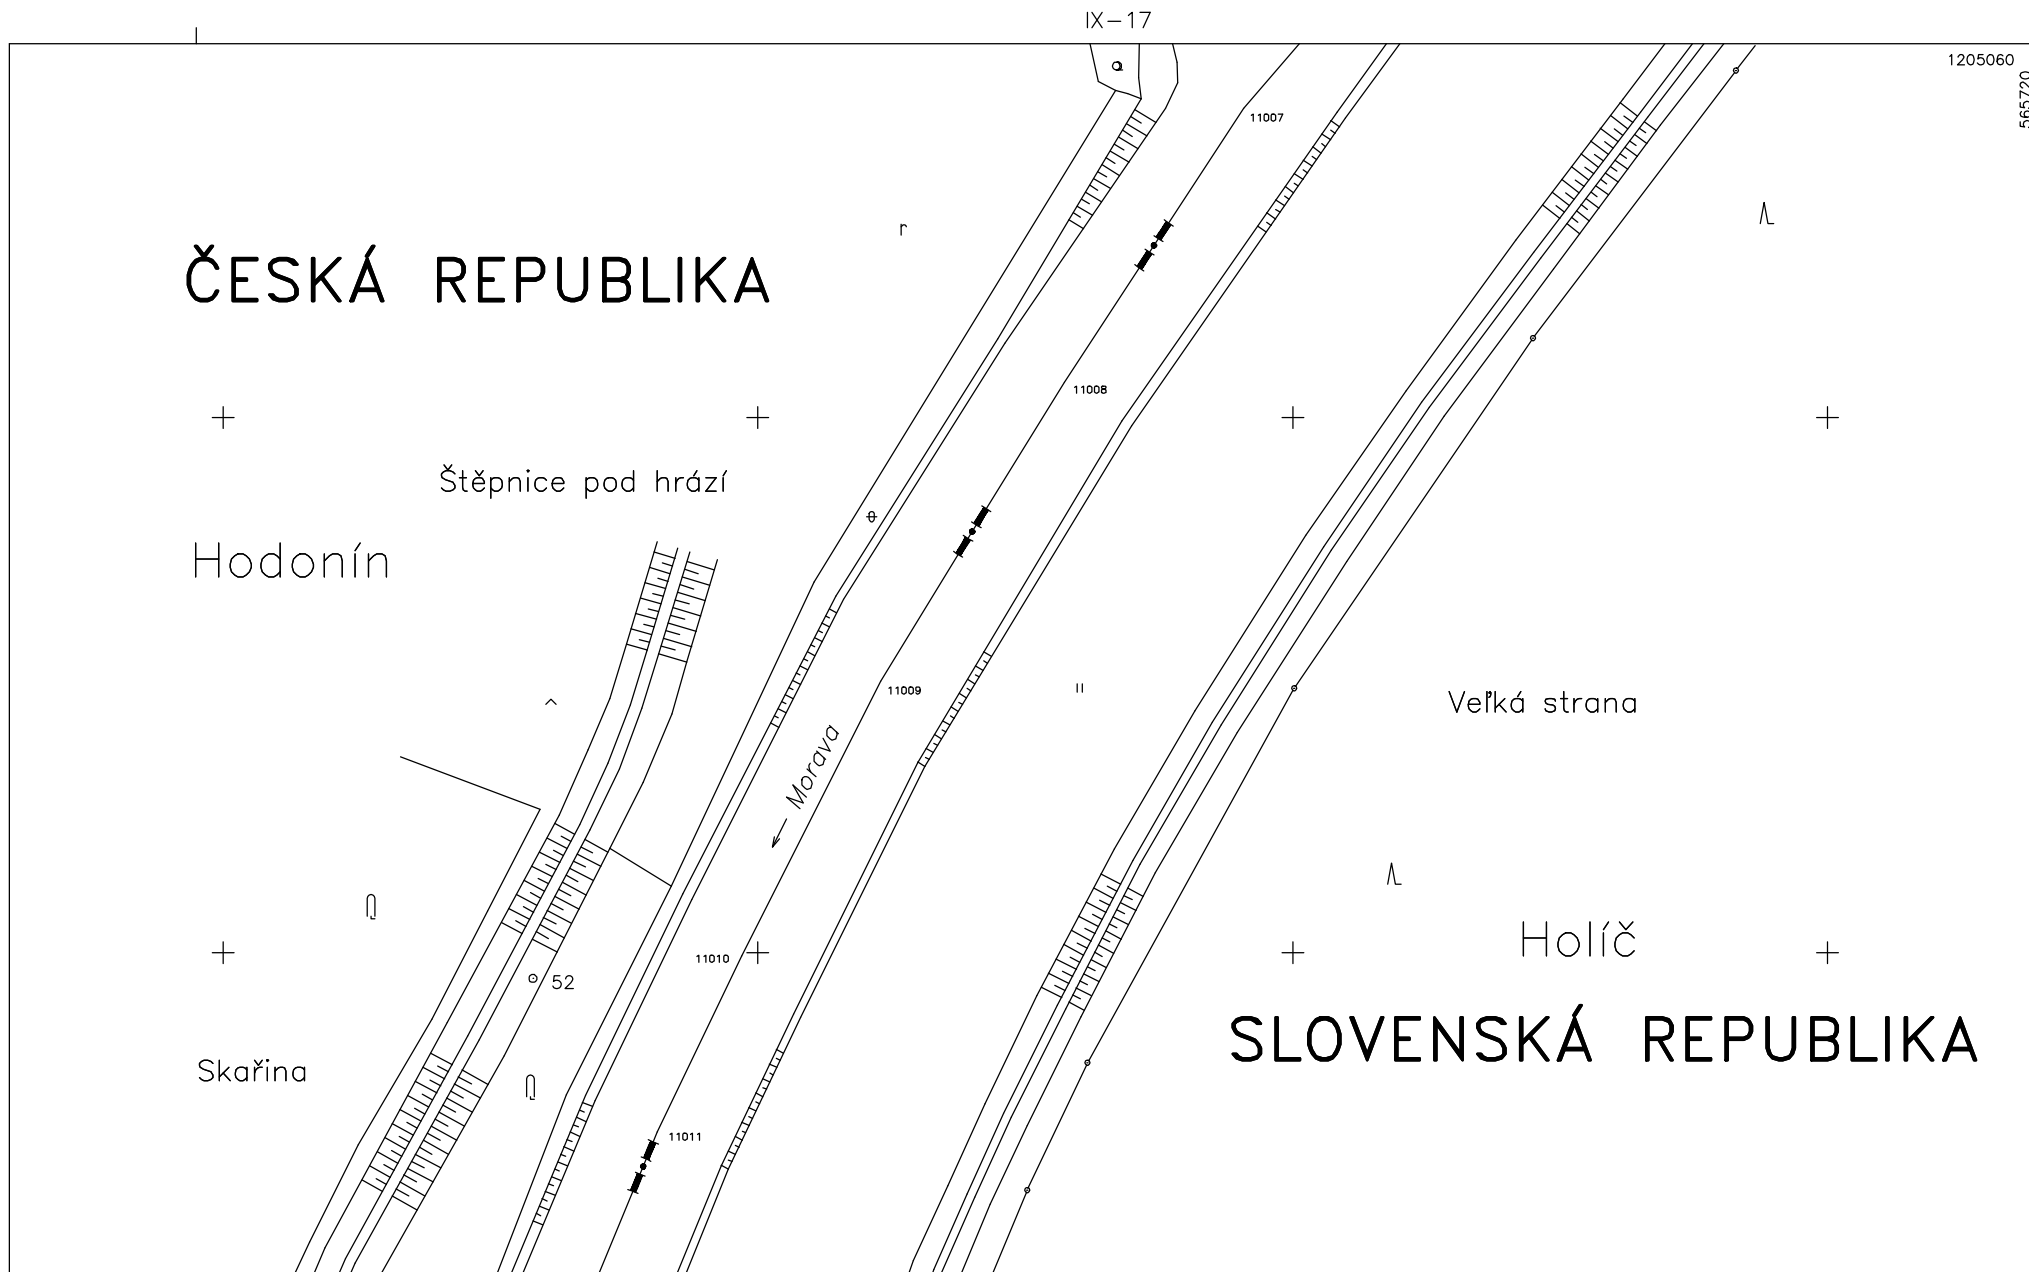 IX-17
1205060
565720
11007
ČESKÁ REPUBLIKA
11008
Štěpnice pod hrází
Hodonín
11009
Veľká strana
Morava
Holíč
11010
52
SLOVENSKÁ REPUBLIKA
Skařina
11011